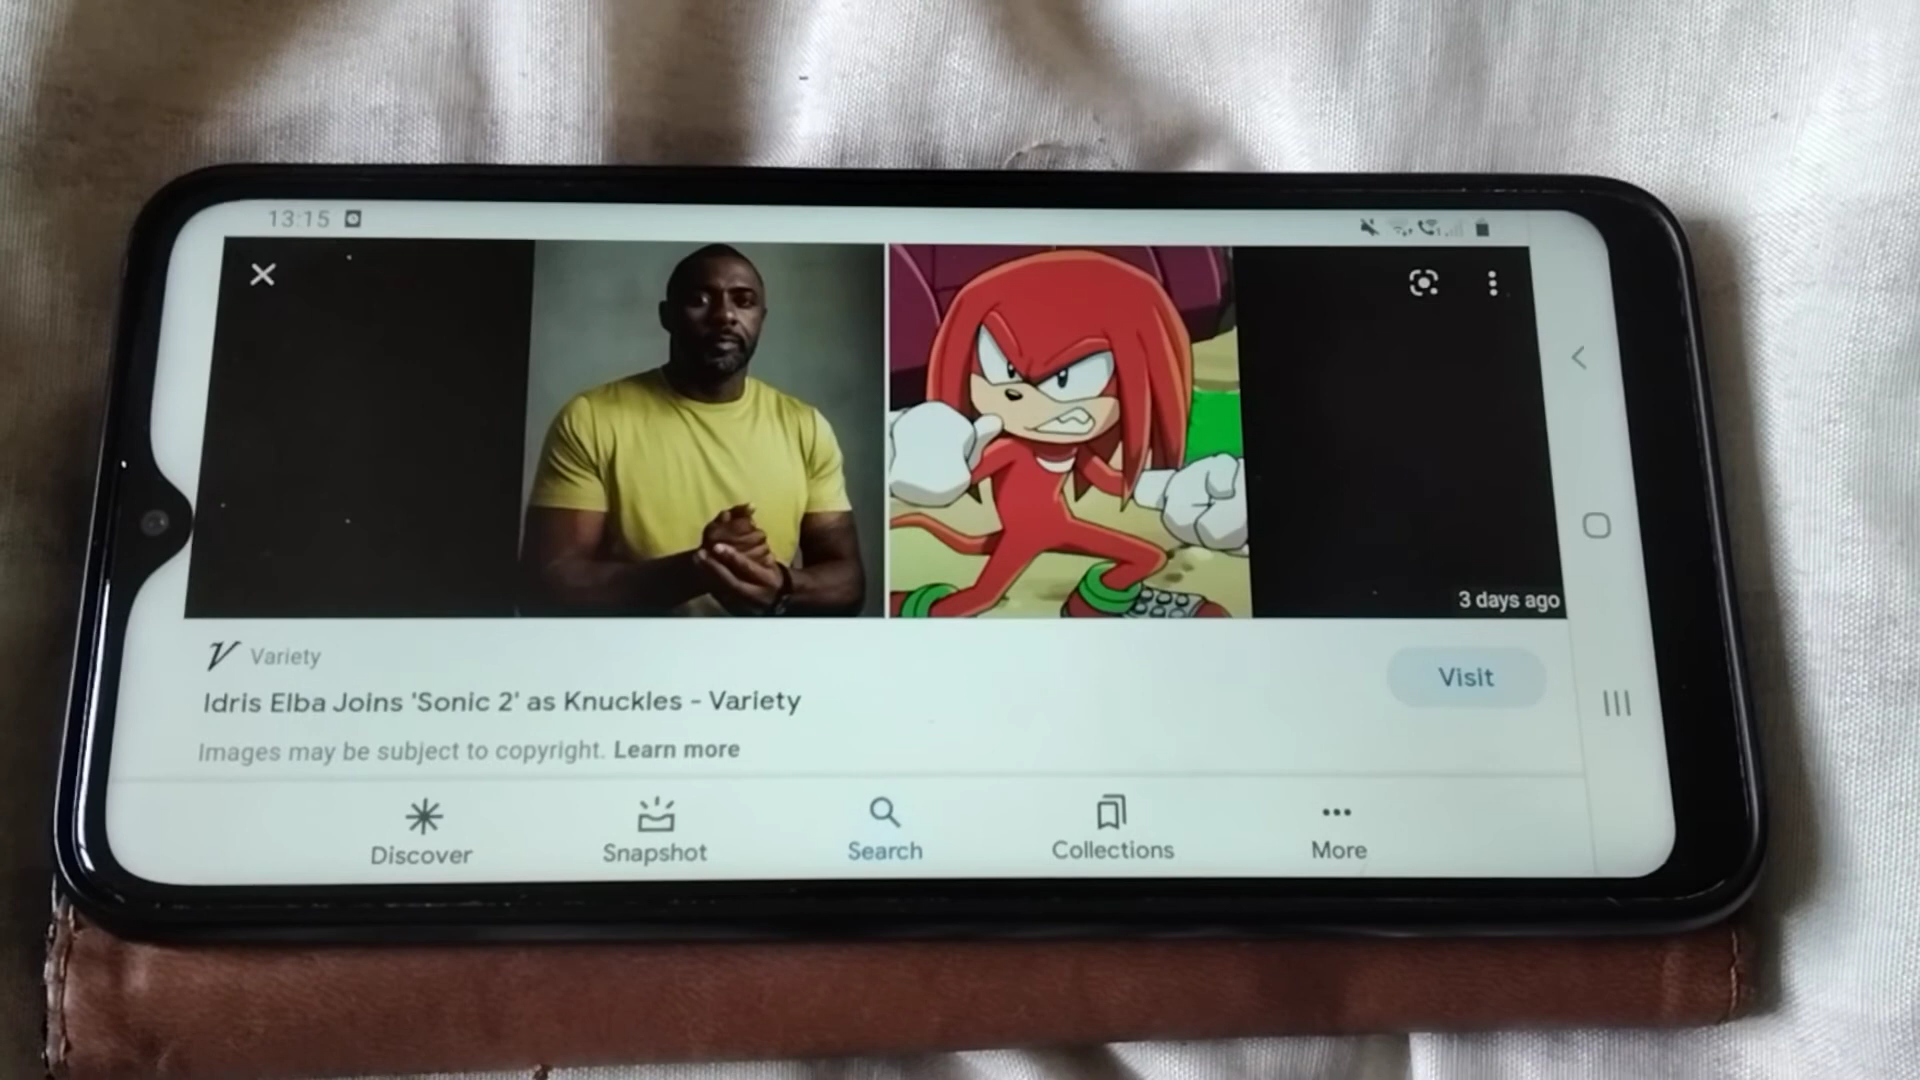 13:15
3 days ago
V Variety
Idris Elba Joins 'Sonic 2' as Knuckles - Variety
Visit
Images may be subject to copyright. Learn more
Discover
Snapshot
Search
Collections
More